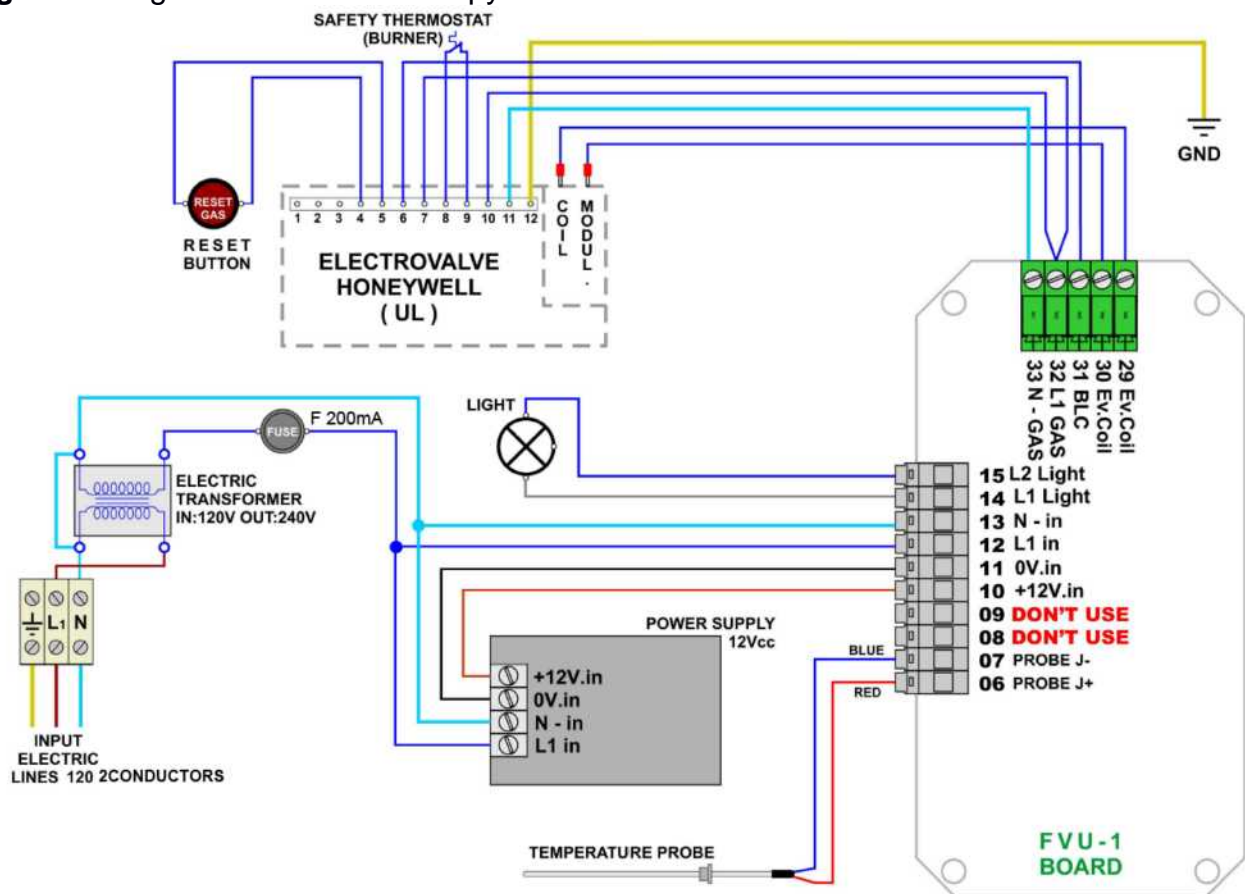 SAFETY THERMOSTAT
(BURNER)
GND
RESET
GAS
RESET
BUTTON
1 2 3 4 5 6 7 8 9 10 11 12
COIL
MODUL.
ELECTROVALVE
HONEYWELL
( UL )
33 N - GAS
32 L1 GAS
31 BLC
30 Ev.Coil
29 Ev.Coil
LIGHT
FUSE
F 200mA
ELECTRIC
TRANSFORMER
IN:120V OUT:240V
15 L2 Light
14 L1 Light
13 N - in
12 L1 in
11 0V.in
10 +12V.in
09 DON'T USE
08 DON'T USE
07 PROBE J-
06 PROBE J+
BLUE
RED
L1 N
POWER SUPPLY
12Vcc
+12V.in
0V.in
N - in
L1 in
INPUT
ELECTRIC
LINES 120 2CONDUCTORS
TEMPERATURE PROBE
FVU-1
BOARD